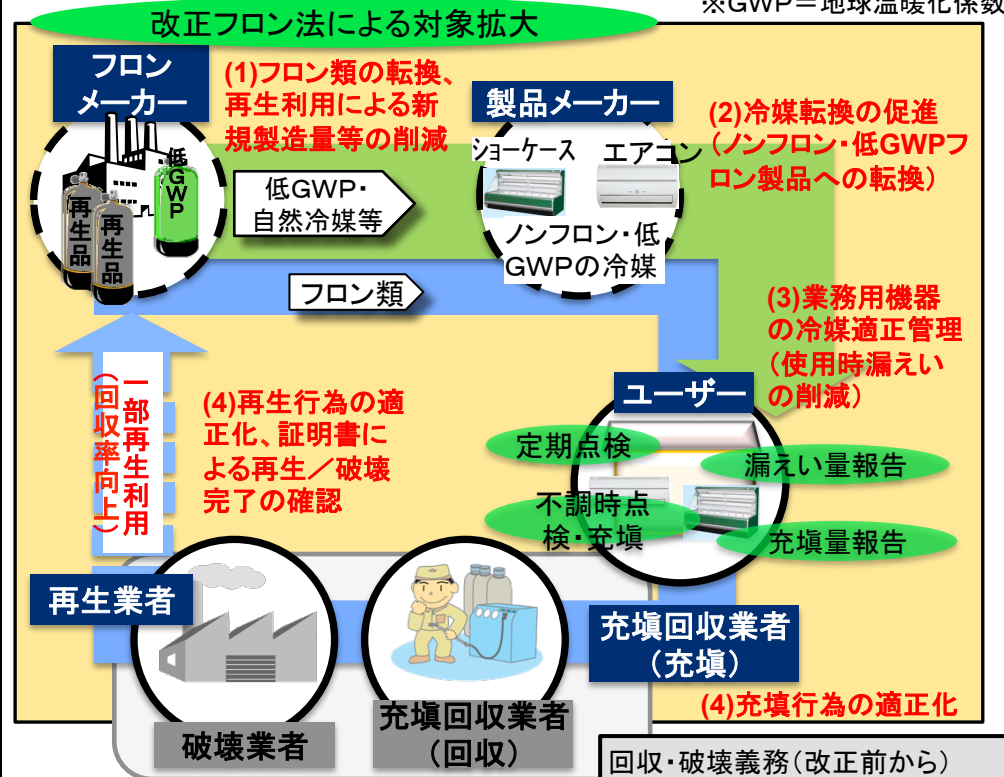 ※GWP＝地球温暖化係数
改正フロン法による対象拡大
フロン
メーカー
(1)フロン類の転換、
再生利用による新
規製造量等の削減
低GWP
再生品
再生品
低GWP・
自然冷媒等
フロン類
製品メーカー
ショーケース
エアコン
ノンフロン・低
GWPの冷媒
(2)冷媒転換の促進
（ノンフロン・低GWPフ
ロン製品への転換）
(3)業務用機器
の冷媒適正管理
（使用時漏えい
の削減）
ユーザー
定期点検
漏えい量報告
不調時点
検・充塡
充塡量報告
一部再生利用
（回収率向上）
(4)再生行為の適
正化、証明書に
よる再生／破壊
完了の確認
再生業者
破壊業者
充塡回収業者
（回収）
充塡回収業者
（充塡）
(4)充塡行為の適正化
回収・破壊義務（改正前から）